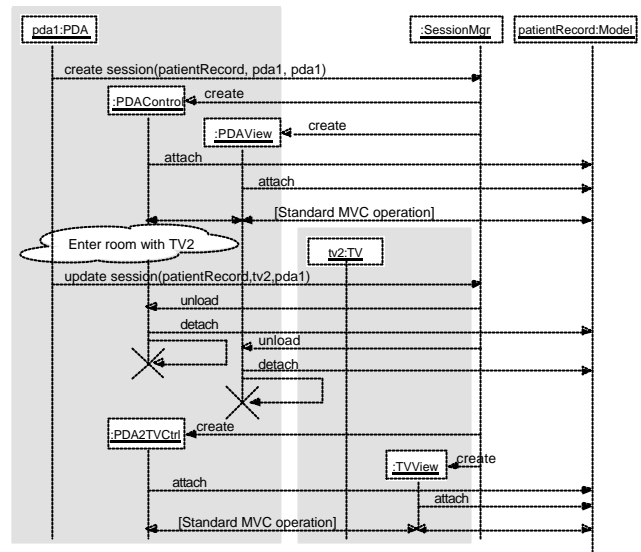 pda1:PDA
:SessionMgr
patientRecord:Model
create session(patientRecord, pda1, pda1)
:PDAControl
create
:PDAView
create
attach
attach
[Standard MVC operation]
Enter room with TV2
tv2:TV
update session(patientRecord,tv2,pda1)
unload
detach
unload
detach
:PDA2TVCtrl
create
:TVView
create
attach
attach
[Standard MVC operation]